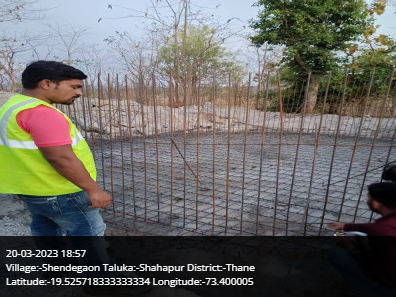 20-03-2023 18:57
Village:-Shendegaon Taluka:-Shahapur District:-Thane
Latitude:-19.525718333333334 Longitude:-73.400005